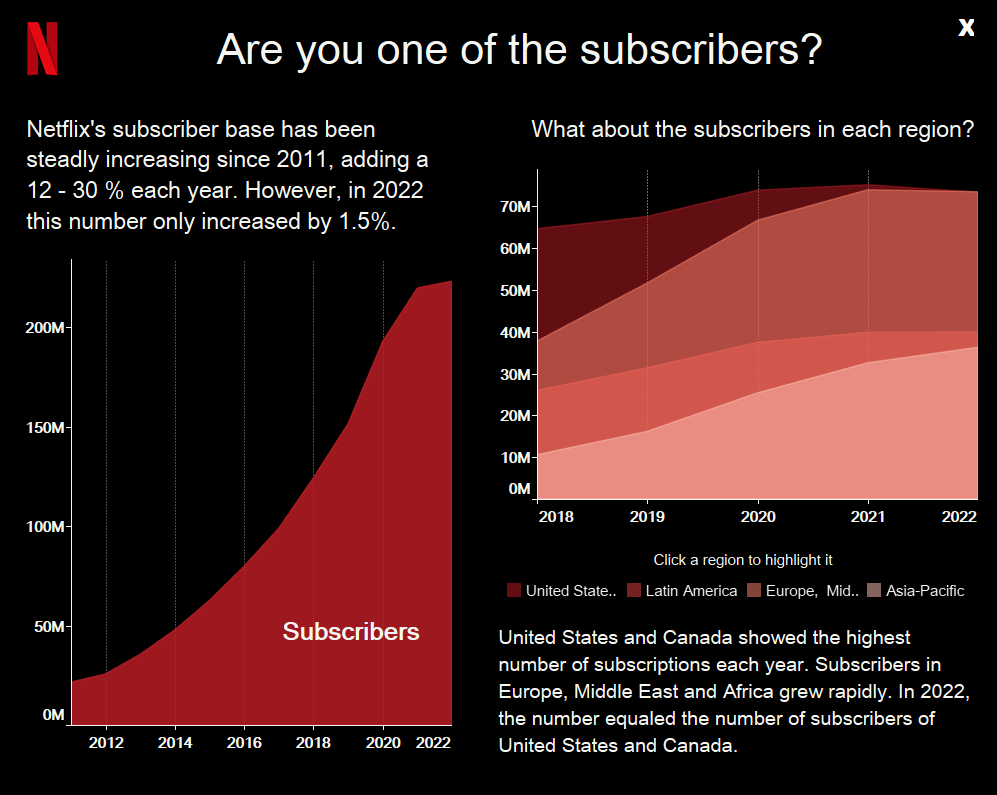 N
Are you one of the subscribers?
X
Netflix's subscriber base has been
steadily increasing since 2011, adding a
12 - 30 % each year. However, in 2022
this number only increased by 1.5%.
200M
150M
100M
50M
0M
Subscribers
2012 2014 2016 2018 2020 2022
What about the subscribers in each region?
70M
60M
50M
40M
30M
20M
10M
0M
2018 2019 2020 2021 2022
Click a region to highlight it
United State.. Latin America Europe, Mid.. Asia-Pacific
United States and Canada showed the highest
number of subscriptions each year. Subscribers in
Europe, Middle East and Africa grew rapidly. In 2022,
the number equaled the number of subscribers of
United States and Canada.